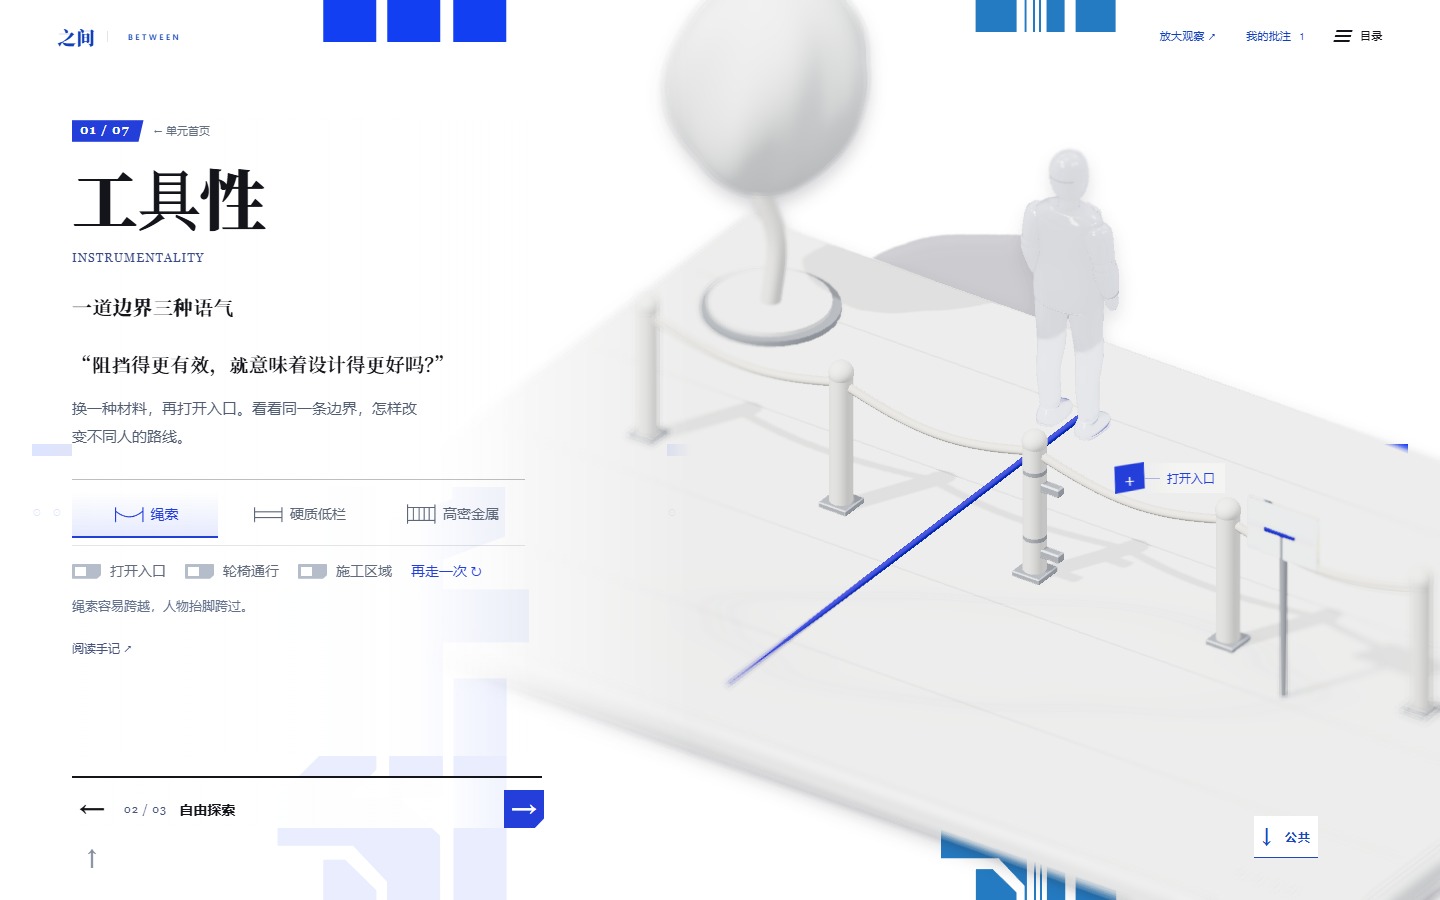 之间
BETWEEN
放大观察 ↗
我的批注 1
目录
01 / 07
← 单元首页
工具性
INSTRUMENTALITY
一道边界三种语气
“阻挡得更有效，就意味着设计得更好吗？”
换一种材料，再打开入口。看看同一条边界，怎样改
变不同人的路线。
绳索
硬质低栏
高密金属
打开入口
轮椅通行
施工区域
再走一次 ↻
绳索容易跨越，人物抬脚跨过。
阅读手记 ↗
+ 打开入口
← 02 / 03 自由探索 →
↑
↓ 公共